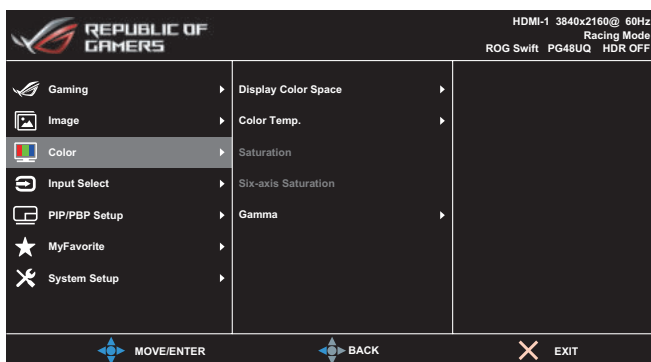 REPUBLIC OF
GAMERS
HDMI-1 3840x2160@ 60Hz
Racing Mode
ROG Swift PG48UQ HDR OFF
Gaming
Image
Color
Input Select
PIP/PBP Setup
MyFavorite
System Setup
Display Color Space
Color Temp.
Saturation
Six-axis Saturation
Gamma
MOVE/ENTER
BACK
EXIT